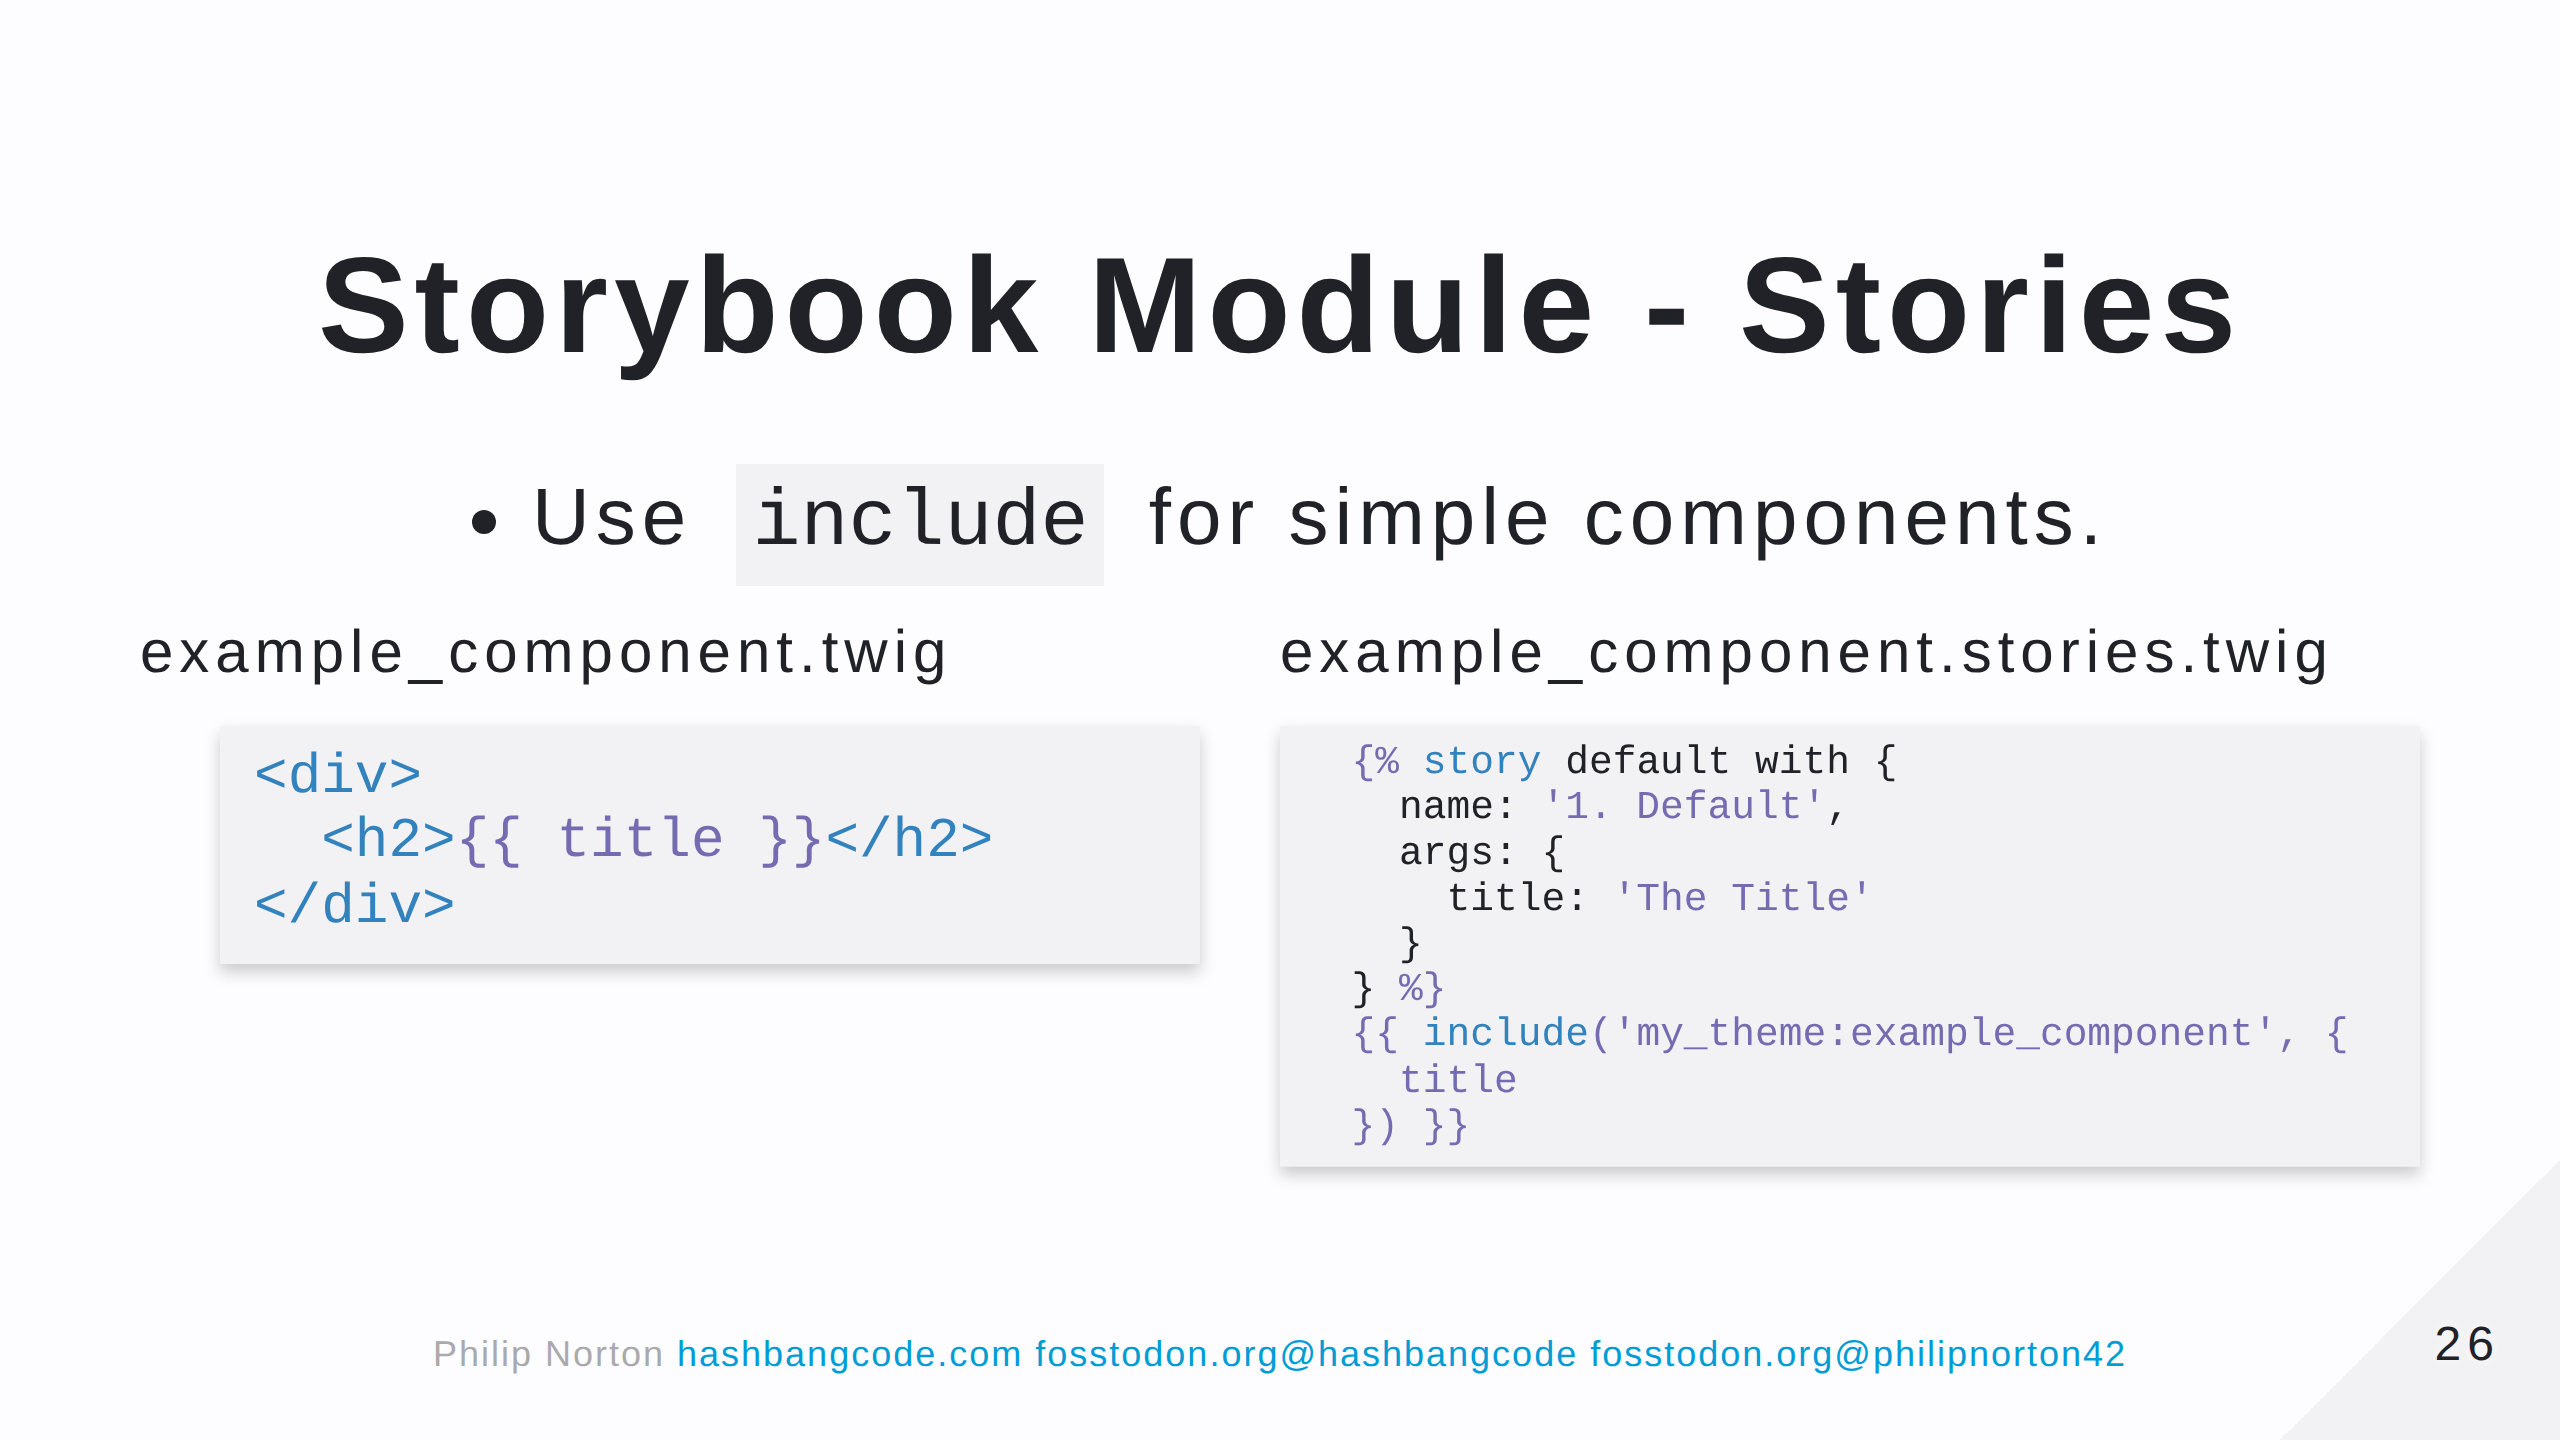 Storybook Module - Stories
• Use include for simple components.
example_component.twig
<div>
  <h2>{{ title }}</h2>
</div>
example_component.stories.twig
{% story default with {
  name: '1. Default',
  args: {
    title: 'The Title'
  }
} %}
{{ include('my_theme:example_component', {
  title
}) }}
Philip Norton hashbangcode.com fosstodon.org@hashbangcode fosstodon.org@philipnorton42
26